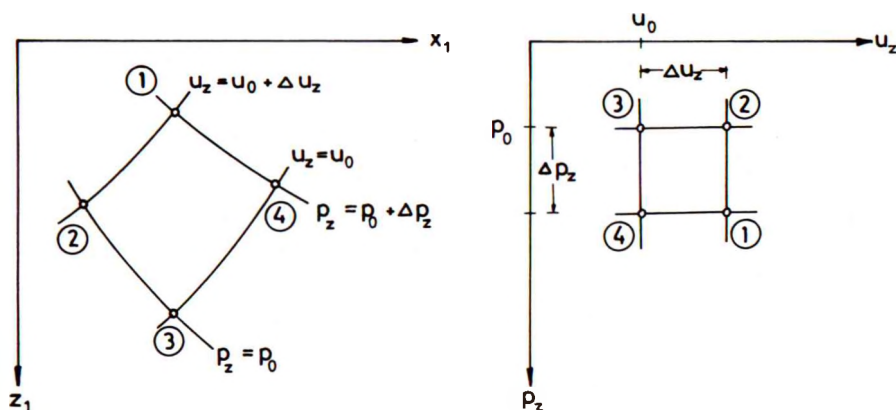 x₁
① u_z = u₀ + Δu_z
u_z = u₀
②
④ p_z = p₀ + Δp_z
③
p_z = p₀
z₁
u₀
u_z
Δu_z
③ ②
p₀
Δp_z
④ ①
p_z